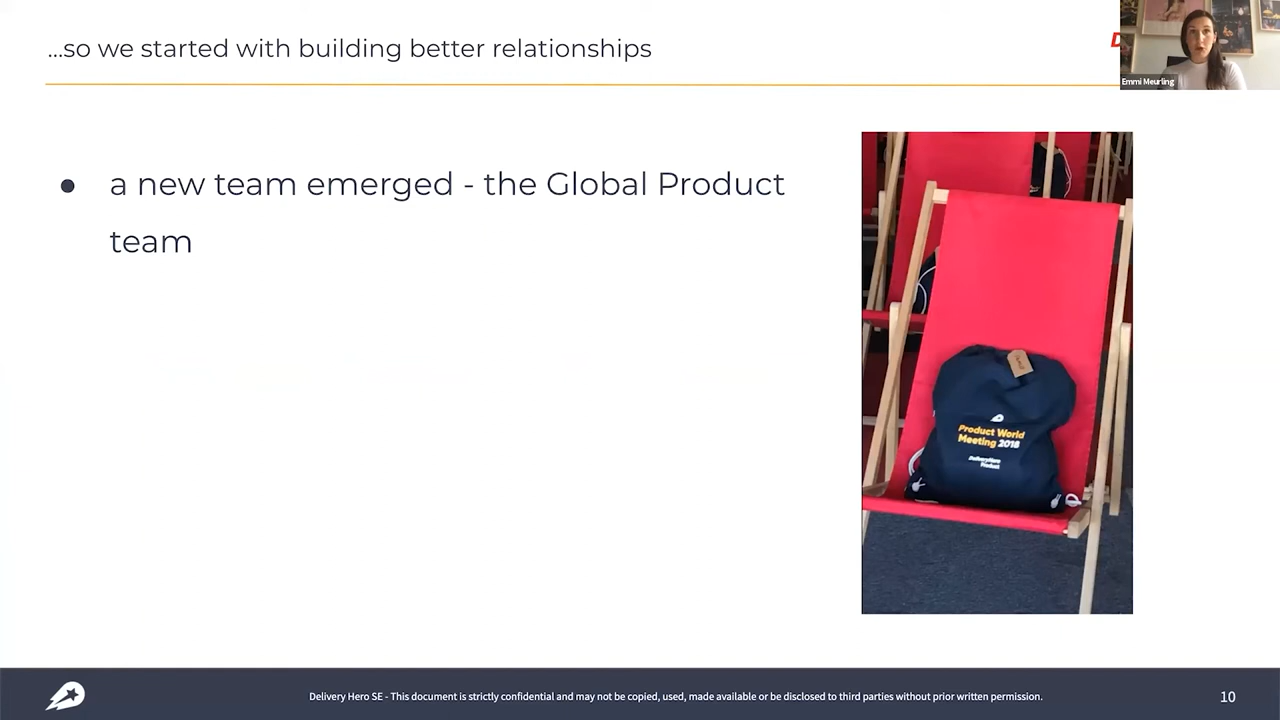 ...so we started with building better relationships
D
Emmi Meurling
● a new team emerged - the Global Product
team
Product World
Meeting 2018
DeliveryHero
Product
Delivery Hero SE - This document is strictly confidential and may not be copied, used, made available or be disclosed to third parties without prior written permission.
10